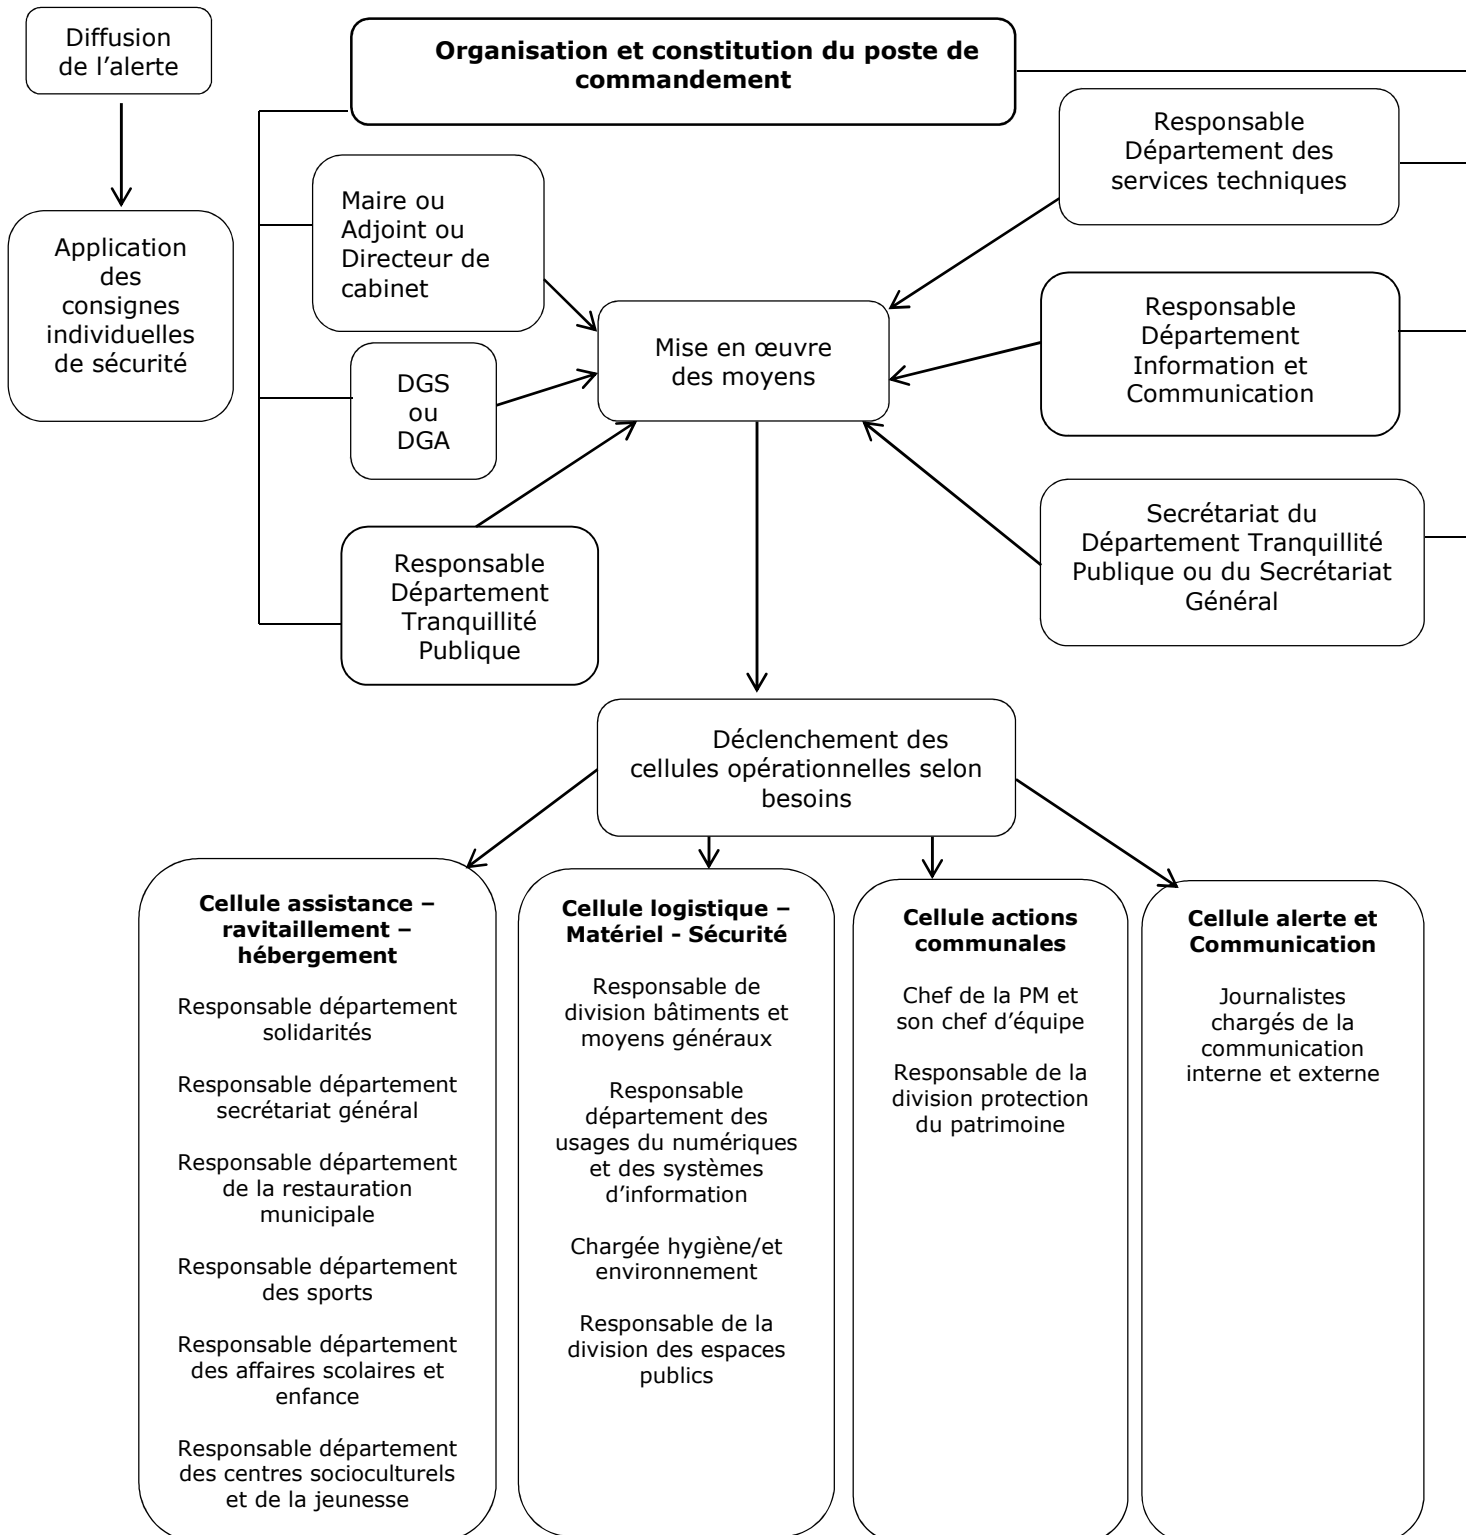 Diffusion
de l'alerte
Organisation et constitution du poste de
commandement
Application
des
consignes
individuelles
de sécurité
Maire ou
Adjoint ou
Directeur de
cabinet
DGS
ou
DGA
Responsable
Département
Tranquillité
Publique
Mise en œuvre
des moyens
Responsable
Département des
services techniques
Responsable
Département
Information et
Communication
Secrétariat du
Département Tranquillité
Publique ou du Secrétariat
Général
Déclenchement des
cellules opérationnelles selon
besoins
Cellule assistance –
ravitaillement –
hébergement
Responsable département
solidarités
Responsable département
secrétariat général
Responsable département
de la restauration
municipale
Responsable département
des sports
Responsable département
des affaires scolaires et
enfance
Responsable département
des centres socioculturels
et de la jeunesse
Cellule logistique –
Matériel - Sécurité
Responsable de
division bâtiments et
moyens généraux
Responsable
département des
usages du numériques
et des systèmes
d'information
Chargée hygiène/et
environnement
Responsable de la
division des espaces
publics
Cellule actions
communales
Chef de la PM et
son chef d'équipe
Responsable de la
division protection
du patrimoine
Cellule alerte et
Communication
Journalistes
chargés de la
communication
interne et externe